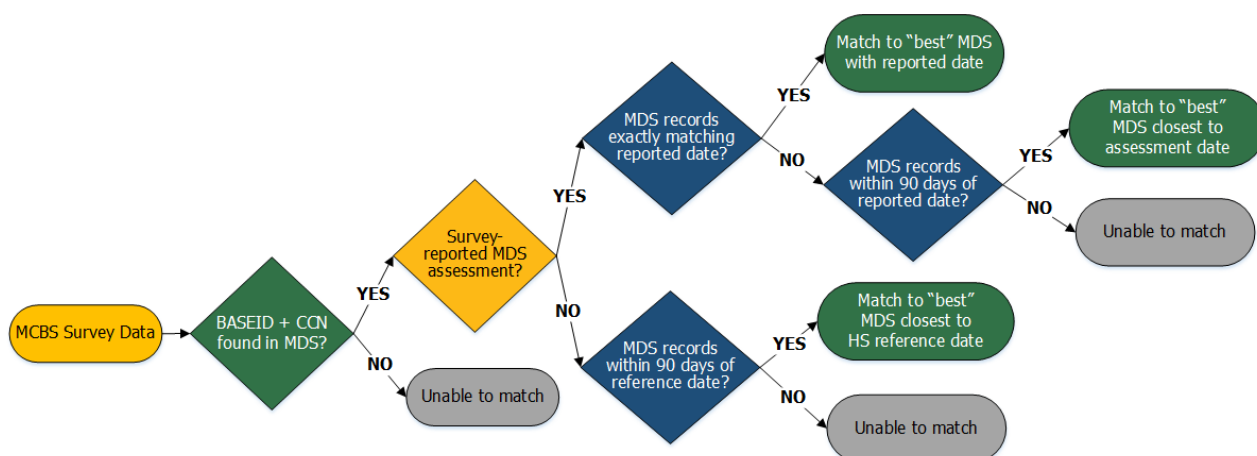 MCBS Survey Data
BASEID + CCN
found in MDS?
YES
NO
Unable to match
Survey-
reported MDS
assessment?
YES
NO
MDS records
exactly matching
reported date?
YES
NO
Match to “best” MDS
with reported date
MDS records
within 90 days of
reported date?
YES
NO
Match to “best”
MDS closest to
assessment date
Unable to match
MDS records
within 90 days of
reference date?
YES
NO
Match to “best”
MDS closest to
HS reference date
Unable to match